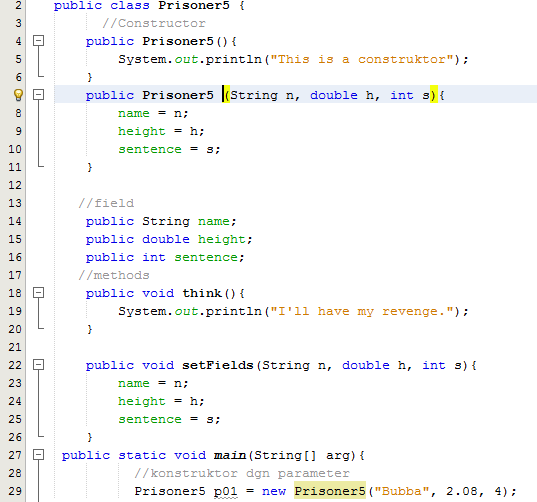 2 public class Prisoner5 {
3 //Constructor
4 public Prisoner5(){
5 System.out.println("This is a construktor");
6 }
public Prisoner5 (String n, double h, int s){
8 name = n;
9 height = h;
10 sentence = s;
11 }
12
13 //field
14 public String name;
15 public double height;
16 public int sentence;
17 //methods
18 public void think(){
19 System.out.println("I'll have my revenge.");
20 }
21
22 public void setFields(String n, double h, int s){
23 name = n;
24 height = h;
25 sentence = s;
26 }
27 public static void main(String[] arg){
28 //konstruktor dgn parameter
29 Prisoner5 p01 = new Prisoner5("Bubba", 2.08, 4);